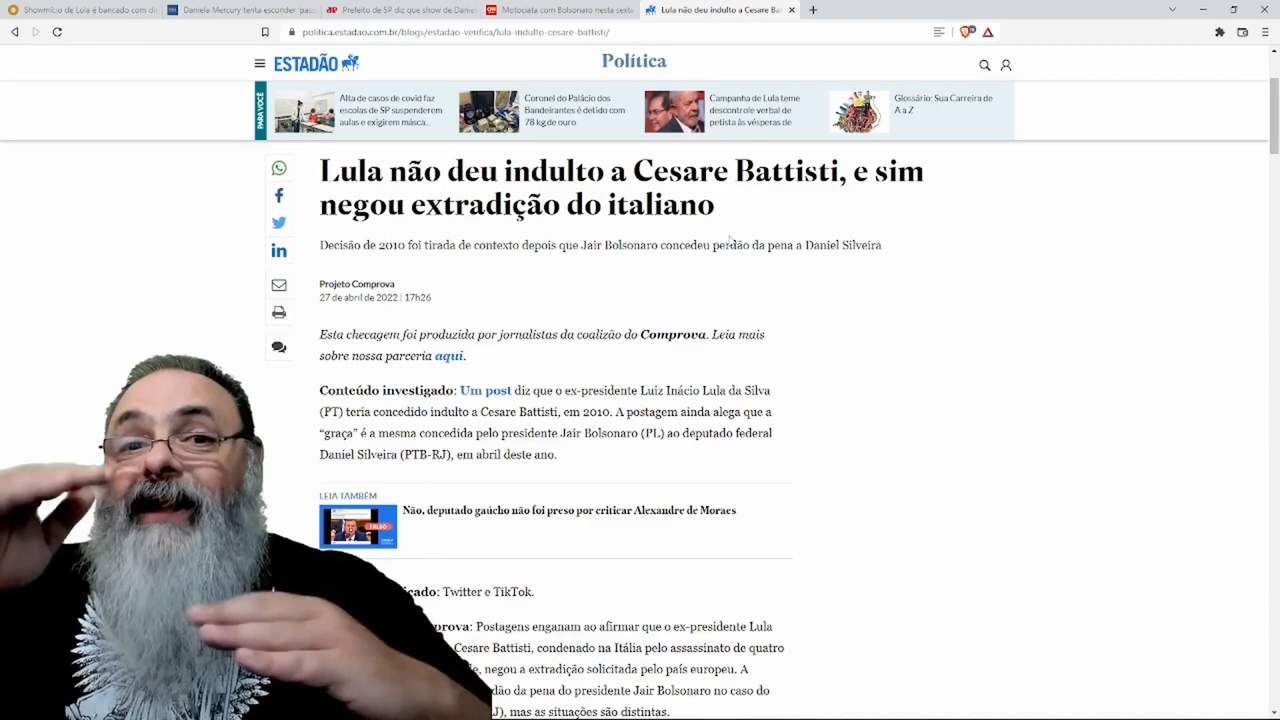 Showmício de Lula é bancado com di
Daniela Mercury tenta esconder 'pas
Prefeito de SP diz que show de Daniel
Motociata com Bolsonaro nesta sexta
Lula não deu indulto a Cesare Bat
politica.estadao.com.br/blogs/estadao-verifica/lula-indulto-cesare-battisti/
ESTADÃO
Política
PARA VOCÊ
Alta de casos de covid faz
escolas de SP suspenderem
aulas e exigirem másca...
Coronel do Palácio dos
Bandeirantes é detido com
78 kg de ouro
Campanha de Lula teme
descontrole verbal de
petista às vésperas de
Glossário: Sua Carreira de
A a Z
Lula não deu indulto a Cesare Battisti, e sim
negou extradição do italiano
Decisão de 2010 foi tirada de contexto depois que Jair Bolsonaro concedeu perdão da pena a Daniel Silveira
Projeto Comprova
27 de abril de 2022 | 17h26
Esta checagem foi produzida por jornalistas da coalizão do Comprova. Leia mais
sobre nossa parceria aqui.
Conteúdo investigado: Um post diz que o ex-presidente Luiz Inácio Lula da Silva
(PT) teria concedido indulto a Cesare Battisti, em 2010. A postagem ainda alega que a
“graça” é a mesma concedida pelo presidente Jair Bolsonaro (PL) ao deputado federal
Daniel Silveira (PTB-RJ), em abril deste ano.
LEIA TAMBÉM
Não, deputado gaúcho não foi preso por criticar Alexandre de Moraes
FALSO
icado: Twitter e TikTok.
prova: Postagens enganam ao afirmar que o ex-presidente Lula
Cesare Battisti, condenado na Itália pelo assassinato de quatro
de, negou a extradição solicitada pelo país europeu. A
dão da pena do presidente Jair Bolsonaro no caso do
J), mas as situações são distintas.